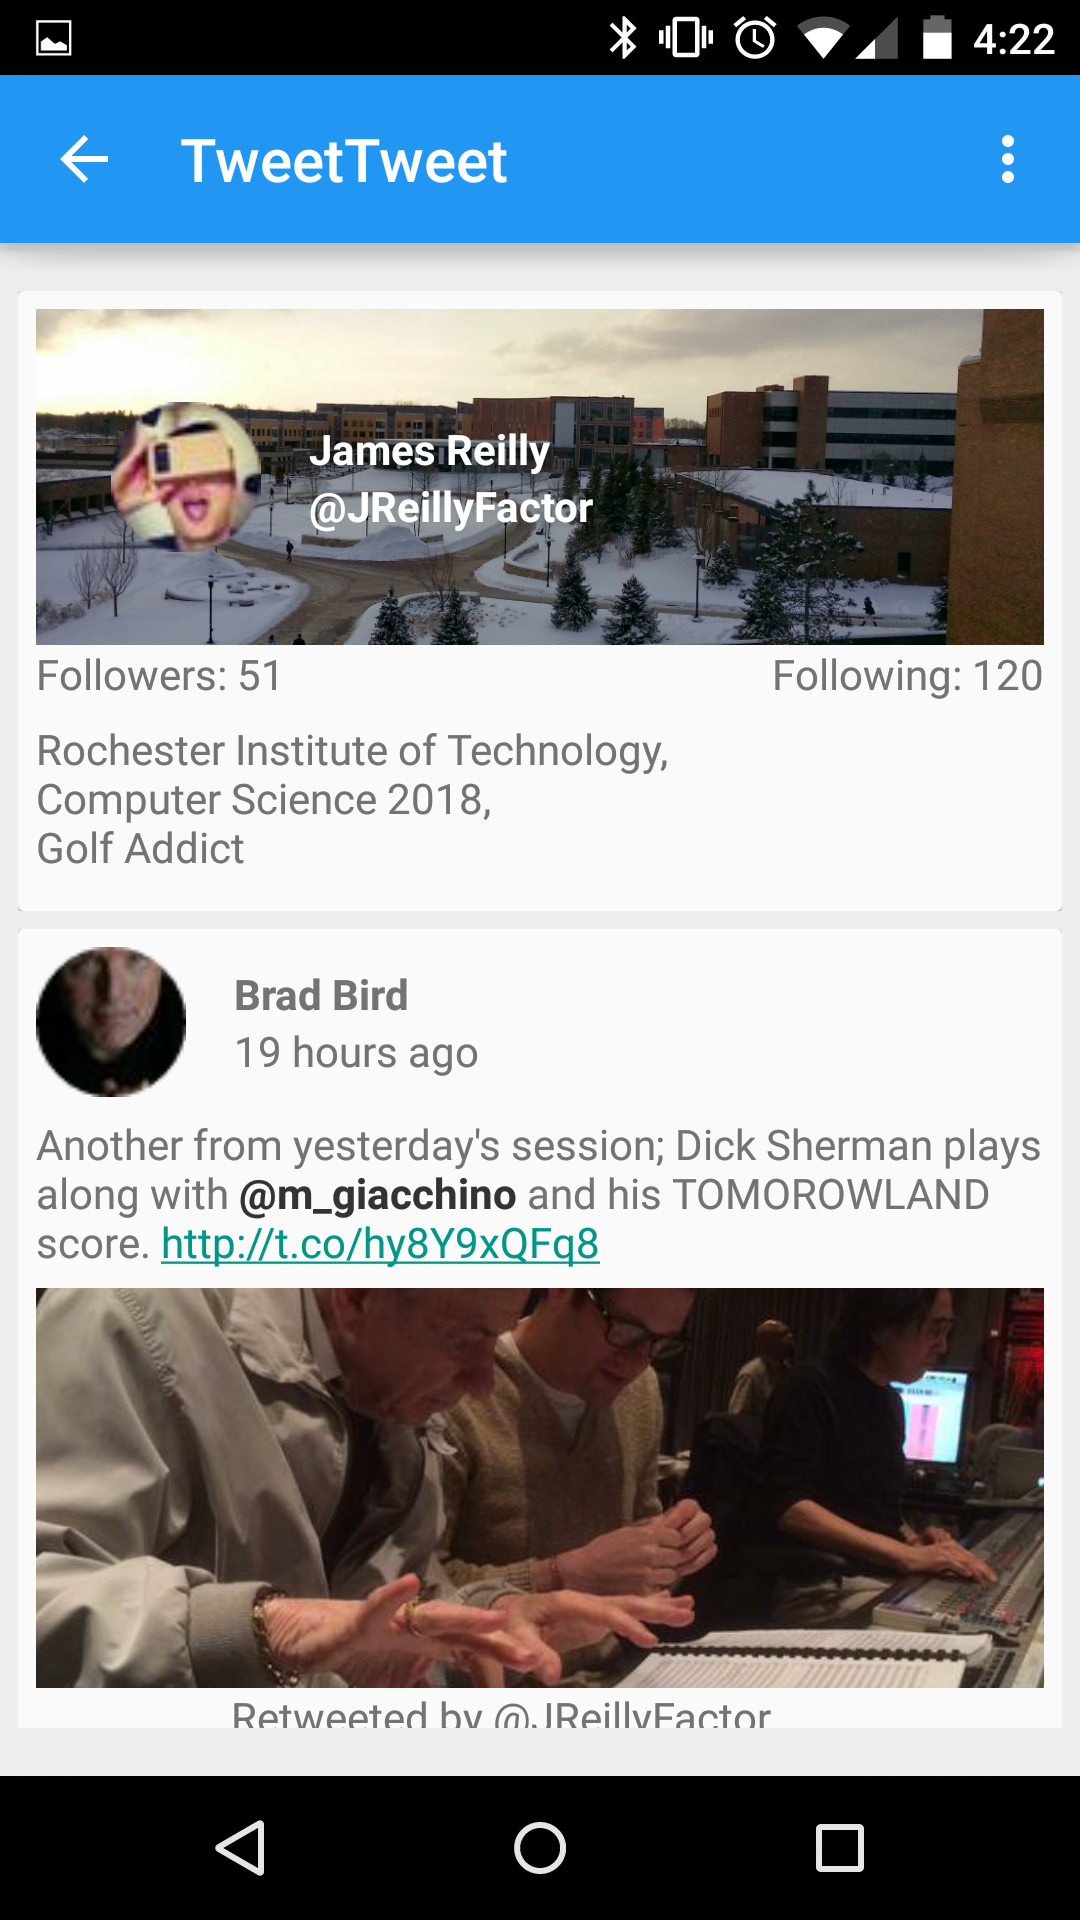 4:22
TweetTweet
James Reilly
@JReillyFactor
Followers: 51
Following: 120
Rochester Institute of Technology,
Computer Science 2018,
Golf Addict
Brad Bird
19 hours ago
Another from yesterday's session; Dick Sherman plays
along with @m_giacchino and his TOMOROWLAND
score. http://t.co/hy8Y9xQFq8
Retweeted by @JReillyFactor